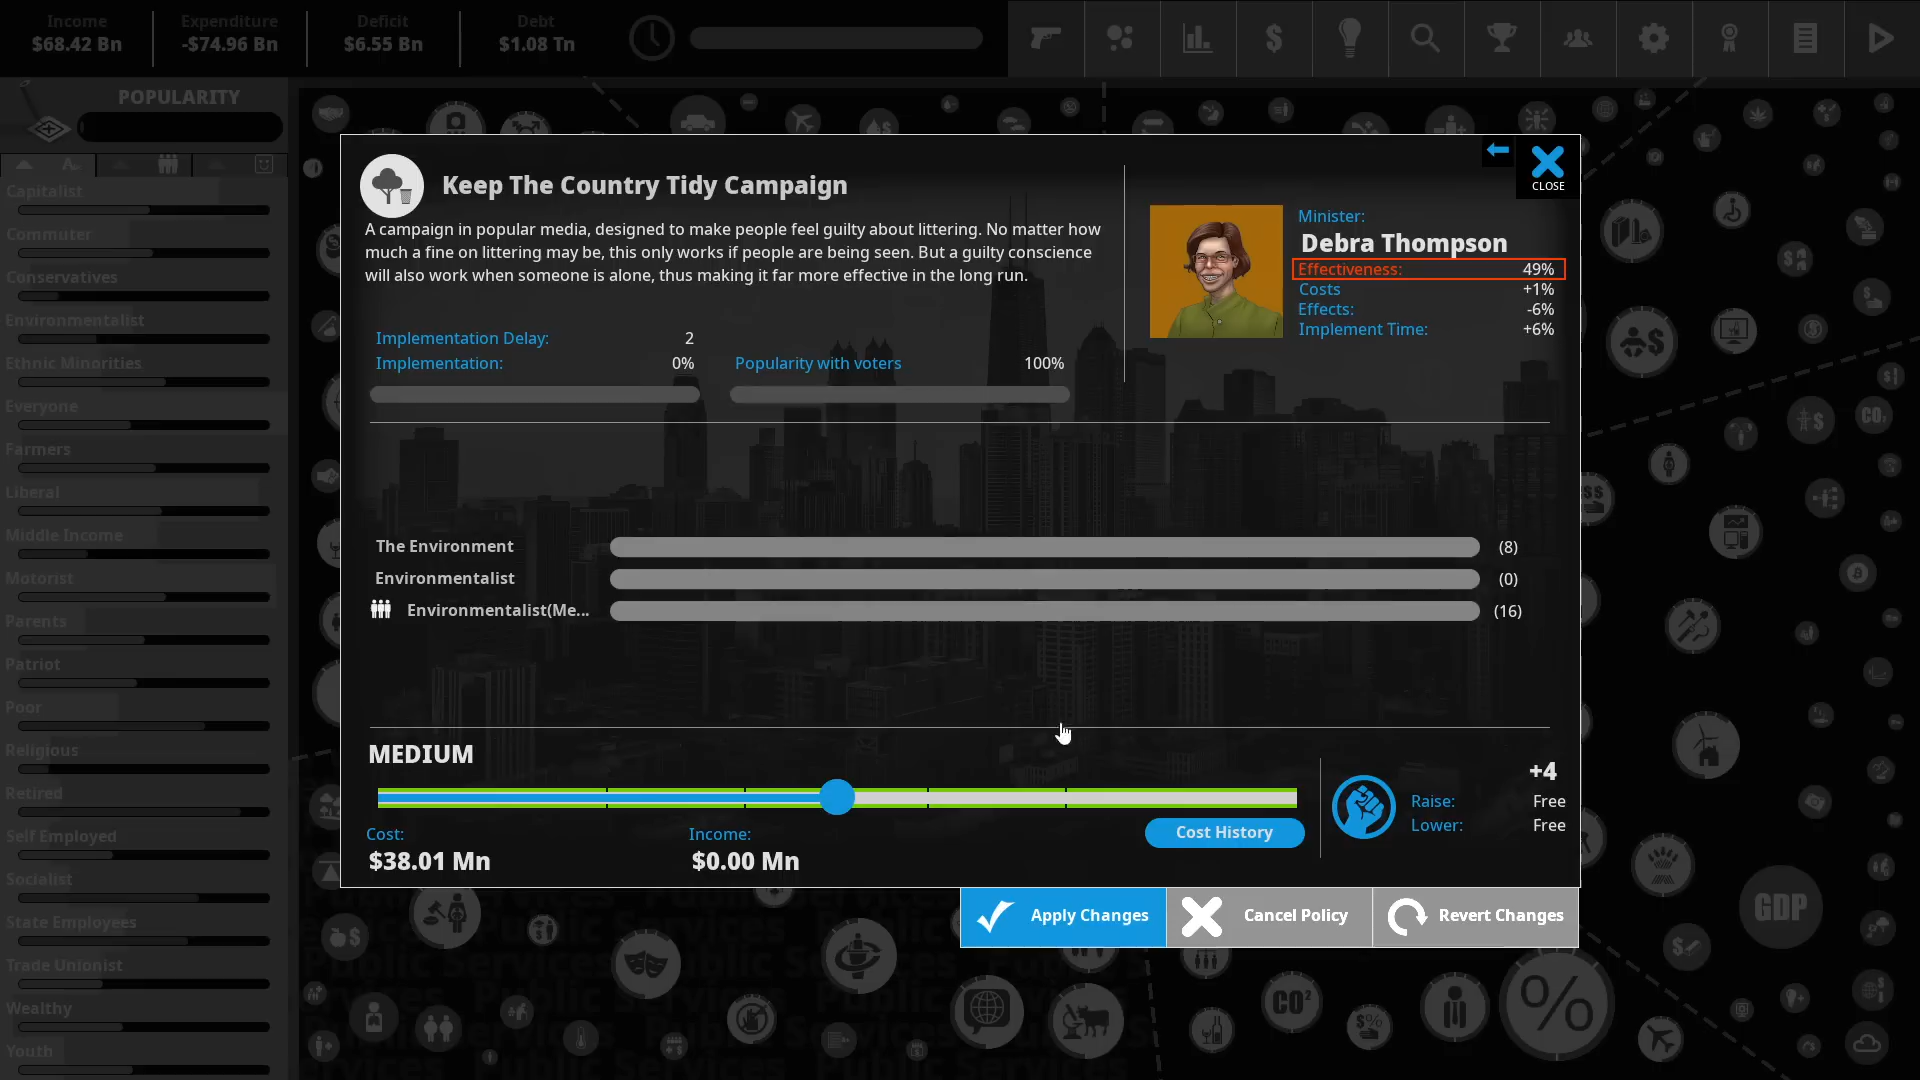 Income
$68.42 Bn
Expenditure
-$74.96 Bn
Deficit
$6.55 Bn
Debt
$1.08 Tn
POPULARITY
Capitalist
Commuter
Conservatives
Environmentalist
Ethnic Minorities
Everyone
Farmers
Liberal
Middle Income
Motorist
Parents
Patriot
Poor
Religious
Retired
Self Employed
Socialist
State Employees
Trade Unionist
Wealthy
Youth
Keep The Country Tidy Campaign
A campaign in popular media, designed to make people feel guilty about littering. No matter how
much a fine on littering may be, this only works if people are being seen. But a guilty conscience
will also work when someone is alone, thus making it far more effective in the long run.
Implementation Delay: 2
Implementation: 0%
Popularity with voters 100%
CLOSE
Minister:
Debra Thompson
Effectiveness: 49%
Costs +1%
Effects: -6%
Implement Time: +6%
The Environment (8)
Environmentalist (0)
Environmentalist(Me... (16)
MEDIUM
Cost:
$38.01 Mn
Income:
$0.00 Mn
Cost History
+4
Raise: Free
Lower: Free
Apply Changes
Cancel Policy
Revert Changes
GDP
CO²
%